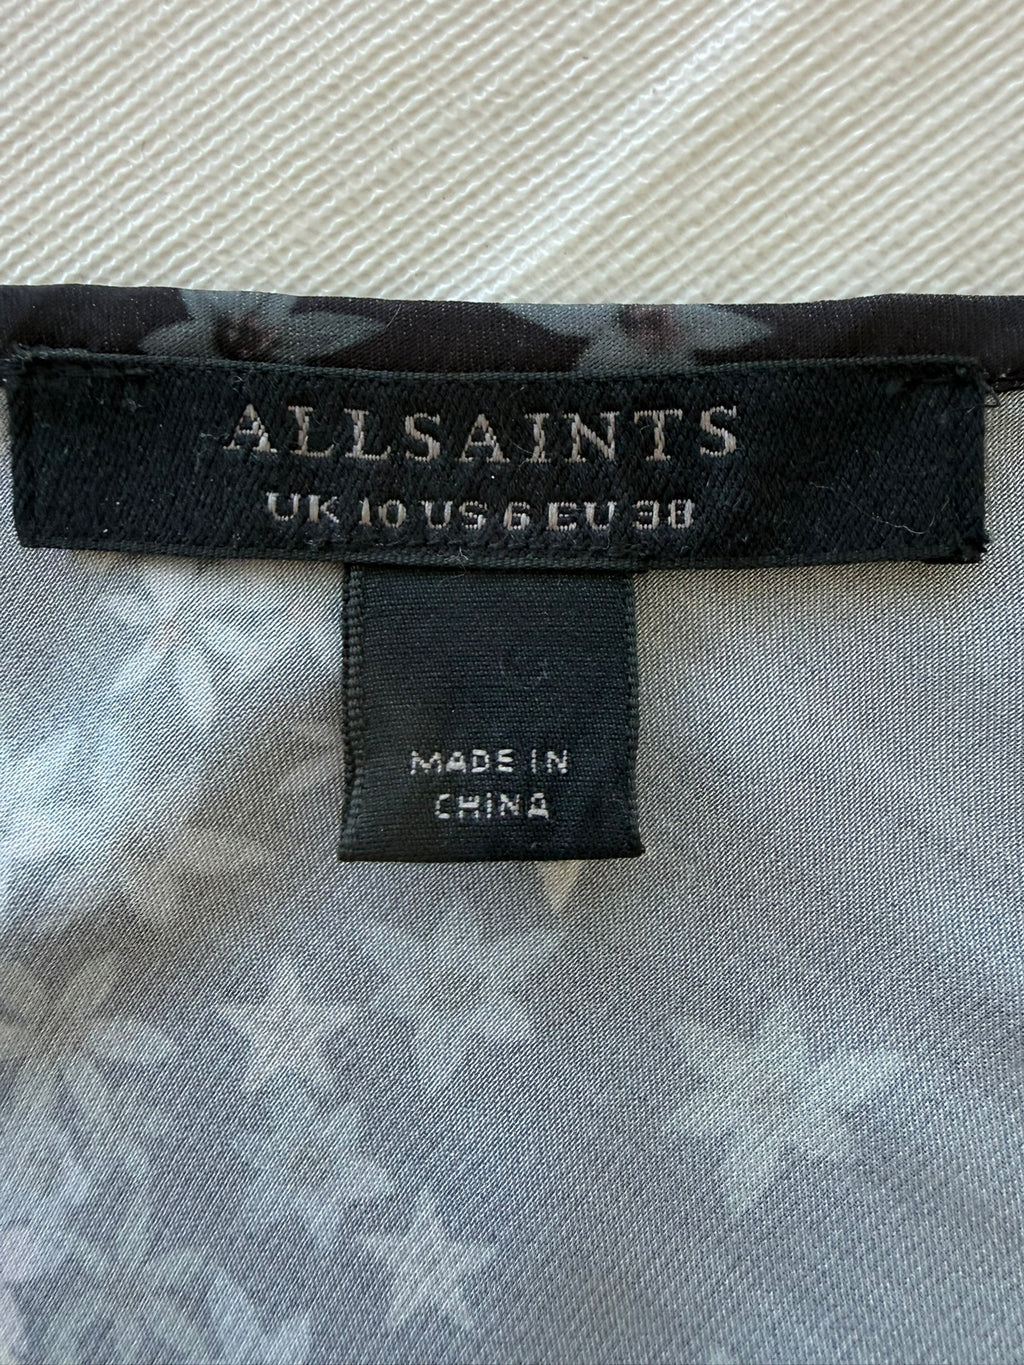 ALLSAINTS
UK 10 US 6 EU 38
MADE IN
CHINA